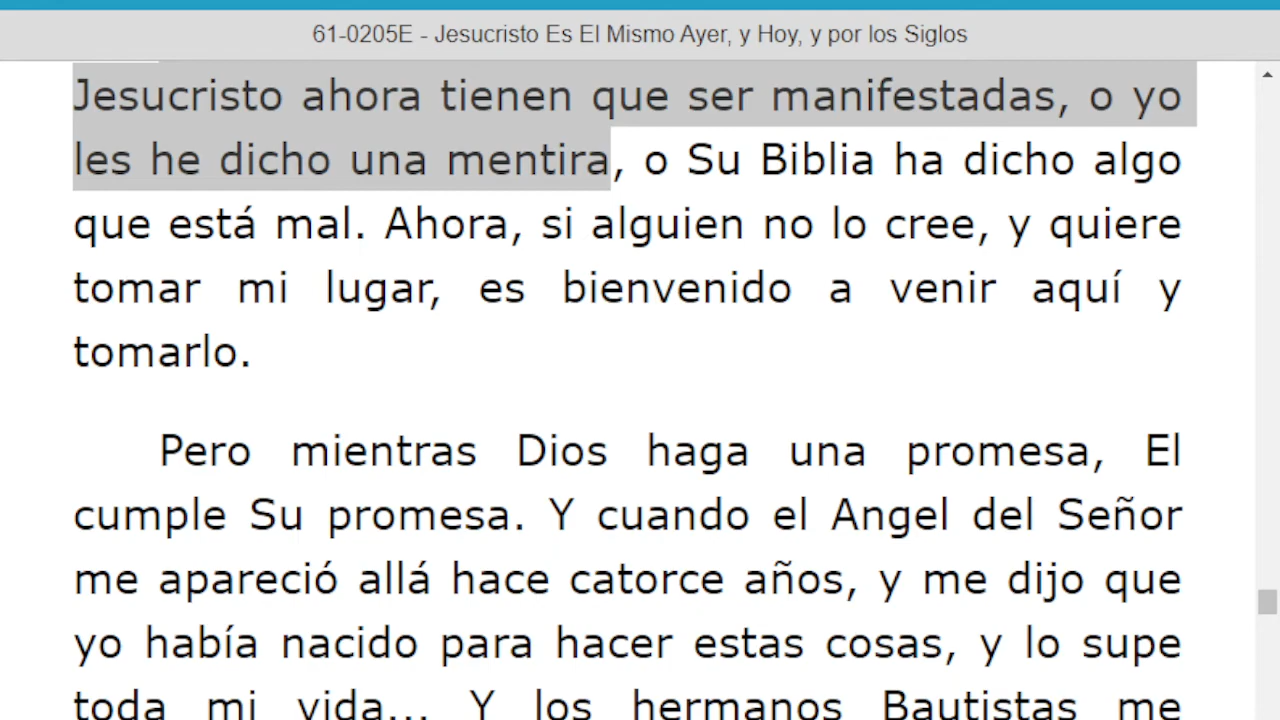 61-0205E - Jesucristo Es El Mismo Ayer, y Hoy, y por los Siglos
Jesucristo ahora tienen que ser manifestadas, o yo
les he dicho una mentira, o Su Biblia ha dicho algo
que está mal. Ahora, si alguien no lo cree, y quiere
tomar mi lugar, es bienvenido a venir aquí y
tomarlo.
Pero mientras Dios haga una promesa, El
cumple Su promesa. Y cuando el Angel del Señor
me apareció allá hace catorce años, y me dijo que
yo había nacido para hacer estas cosas, y lo supe
toda mi vida... Y los hermanos Bautistas me